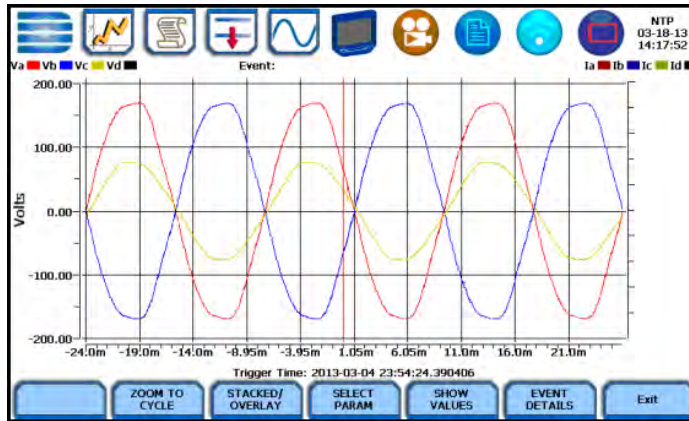 NTP
03-18-13
14:17:52
Va Vb Vc Vd Event: Ia Ib Ic Id
200.00
100.00
0.00
-100.00
-200.00
Volts
-24.0m -19.0m -14.0m -8.95m -3.95m 1.05m 6.05m 11.0m 16.0m 21.0m
Trigger Time: 2013-03-04 23:54:24.390406
ZOOM TO CYCLE
STACKED/ OVERLAY
SELECT PARAM
SHOW VALUES
EVENT DETAILS
Exit